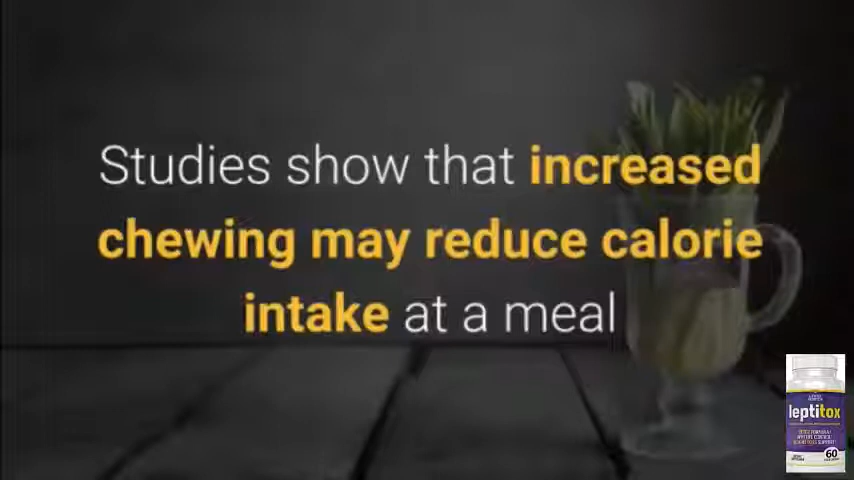 Studies show that increased
chewing may reduce calorie
intake at a meal
leptitox
60